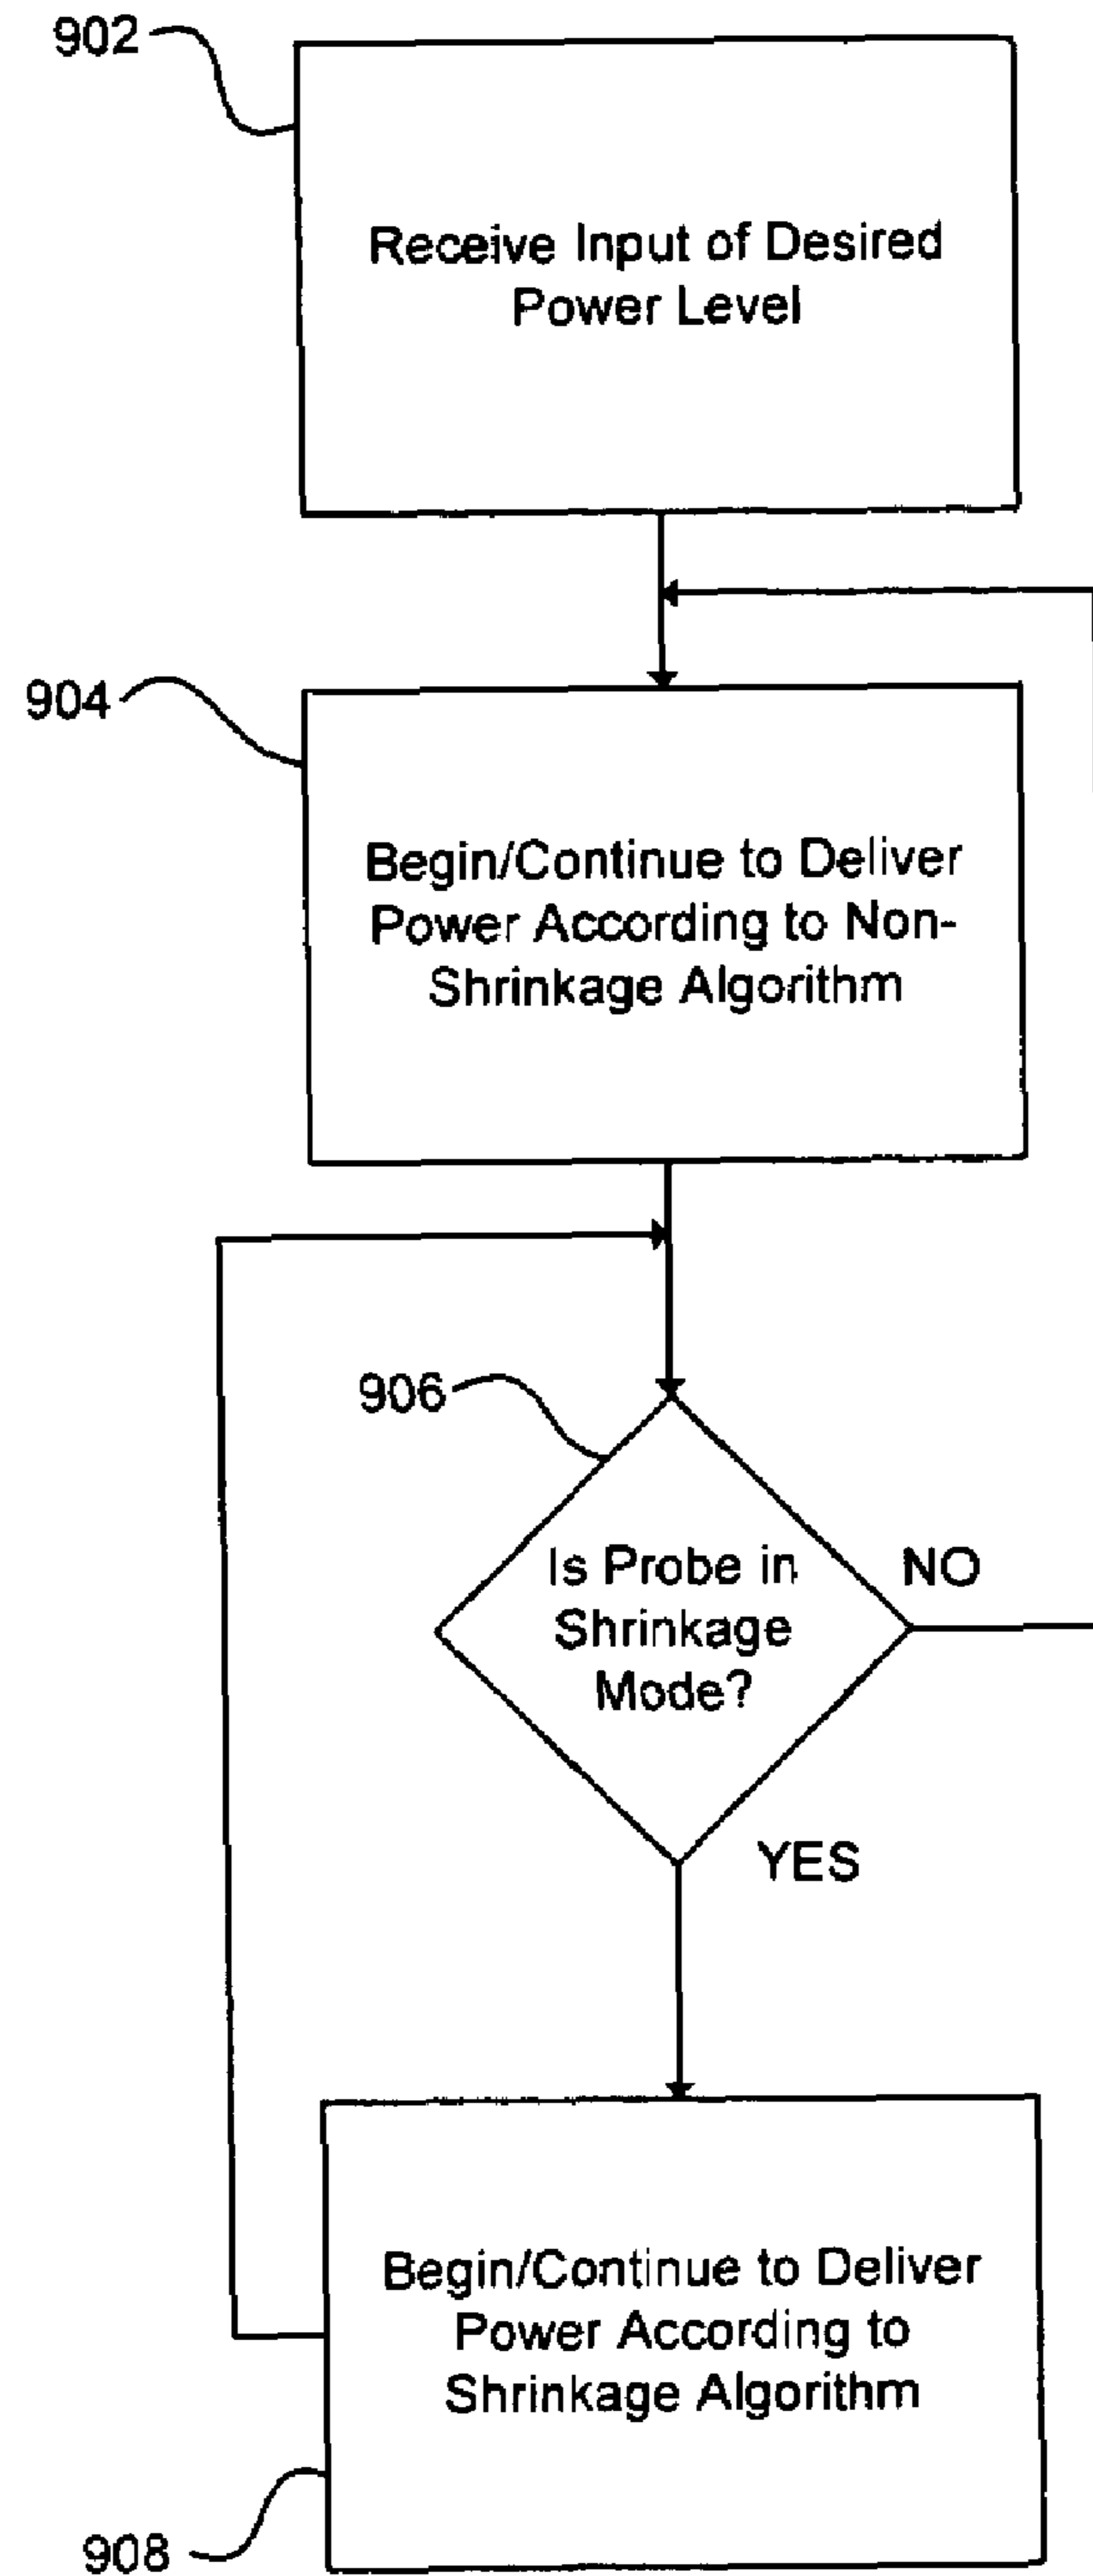 902
Receive Input of Desired
Power Level
904
Begin/Continue to Deliver
Power According to Non-
Shrinkage Algorithm
906
Is Probe in
Shrinkage
Mode?
NO
YES
Begin/Continue to Deliver
Power According to
Shrinkage Algorithm
908